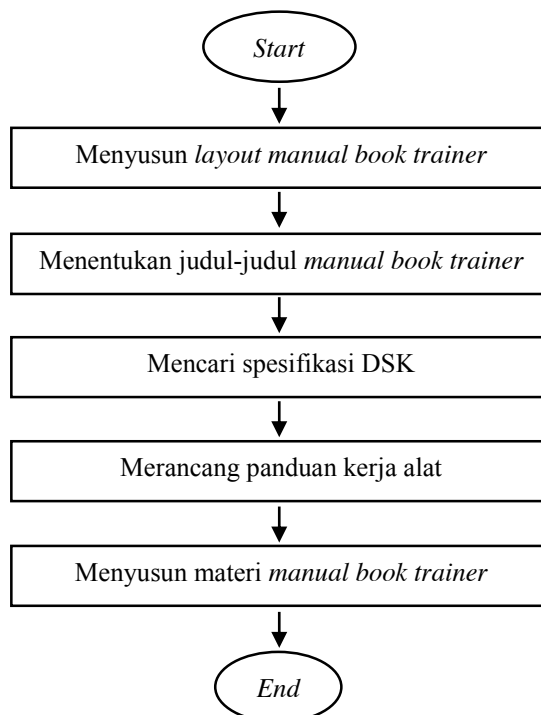 Start
Menyusun layout manual book trainer
Menentukan judul-judul manual book trainer
Mencari spesifikasi DSK
Merancang panduan kerja alat
Menyusun materi manual book trainer
End